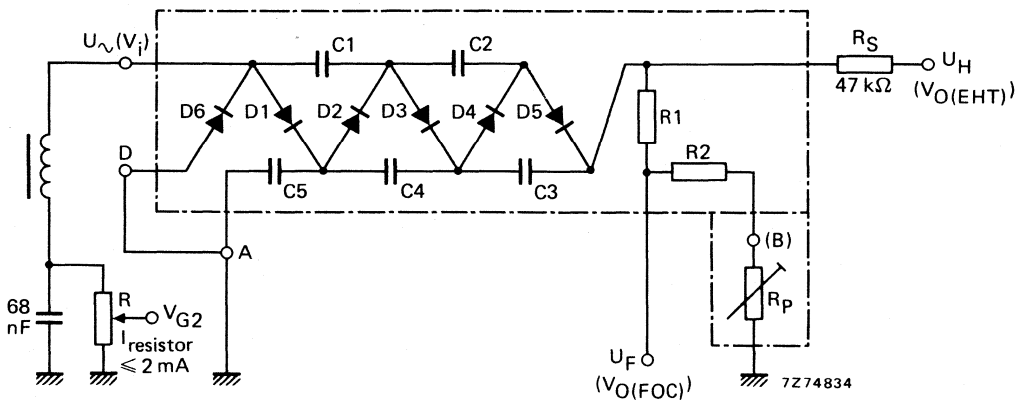 U∿(Vi)
C1
C2
RS
UH
47 kΩ
(VO(EHT))
D6
D1
D2
D3
D4
D5
R1
D
R2
C5
C4
C3
A
(B)
68
nF
R
VG2
Iresistor
≤ 2 mA
RP
UF
(VO(FOC))
7Z74834